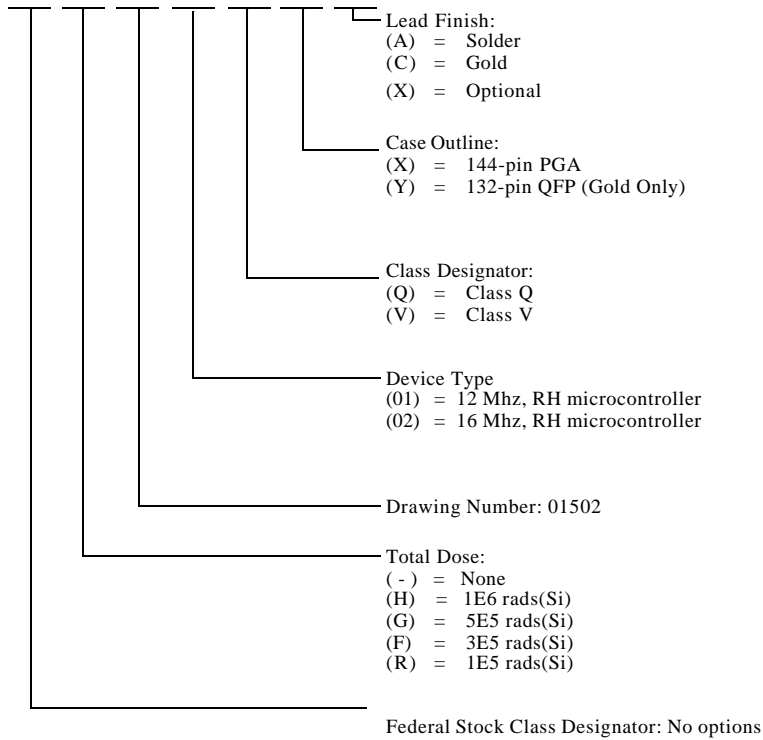 Lead Finish:
(A) = Solder
(C) = Gold
(X) = Optional
Case Outline:
(X) = 144-pin PGA
(Y) = 132-pin QFP (Gold Only)
Class Designator:
(Q) = Class Q
(V) = Class V
Device Type
(01) = 12 Mhz, RH microcontroller
(02) = 16 Mhz, RH microcontroller
Drawing Number: 01502
Total Dose:
( - ) = None
(H) = 1E6 rads(Si)
(G) = 5E5 rads(Si)
(F) = 3E5 rads(Si)
(R) = 1E5 rads(Si)
Federal Stock Class Designator: No options